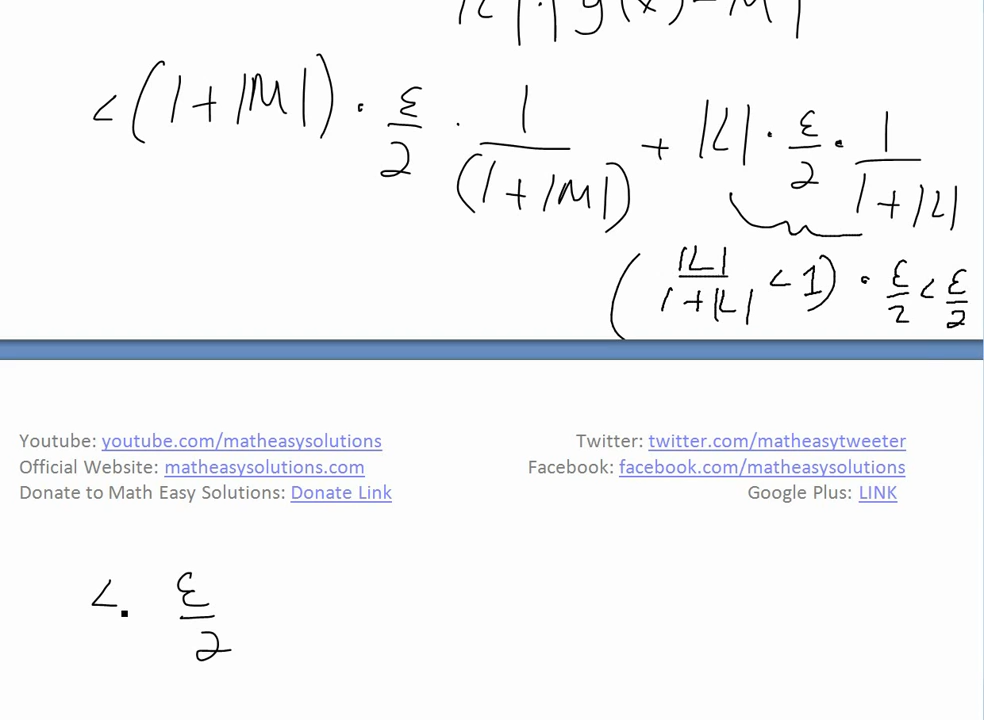 |L| · |g(x) - M|
< (1 + |M|) · ε/2 · 1/(1 + |M|) + |L| · ε/2 · 1/(1 + |L|)
(|L|/(1 + |L|) < 1) · ε/2 < ε/2
Youtube: youtube.com/matheasysolutions Twitter: twitter.com/matheasytweeter
Official Website: matheasysolutions.com Facebook: facebook.com/matheasysolutions
Donate to Math Easy Solutions: Donate Link Google Plus: LINK
< ε/2